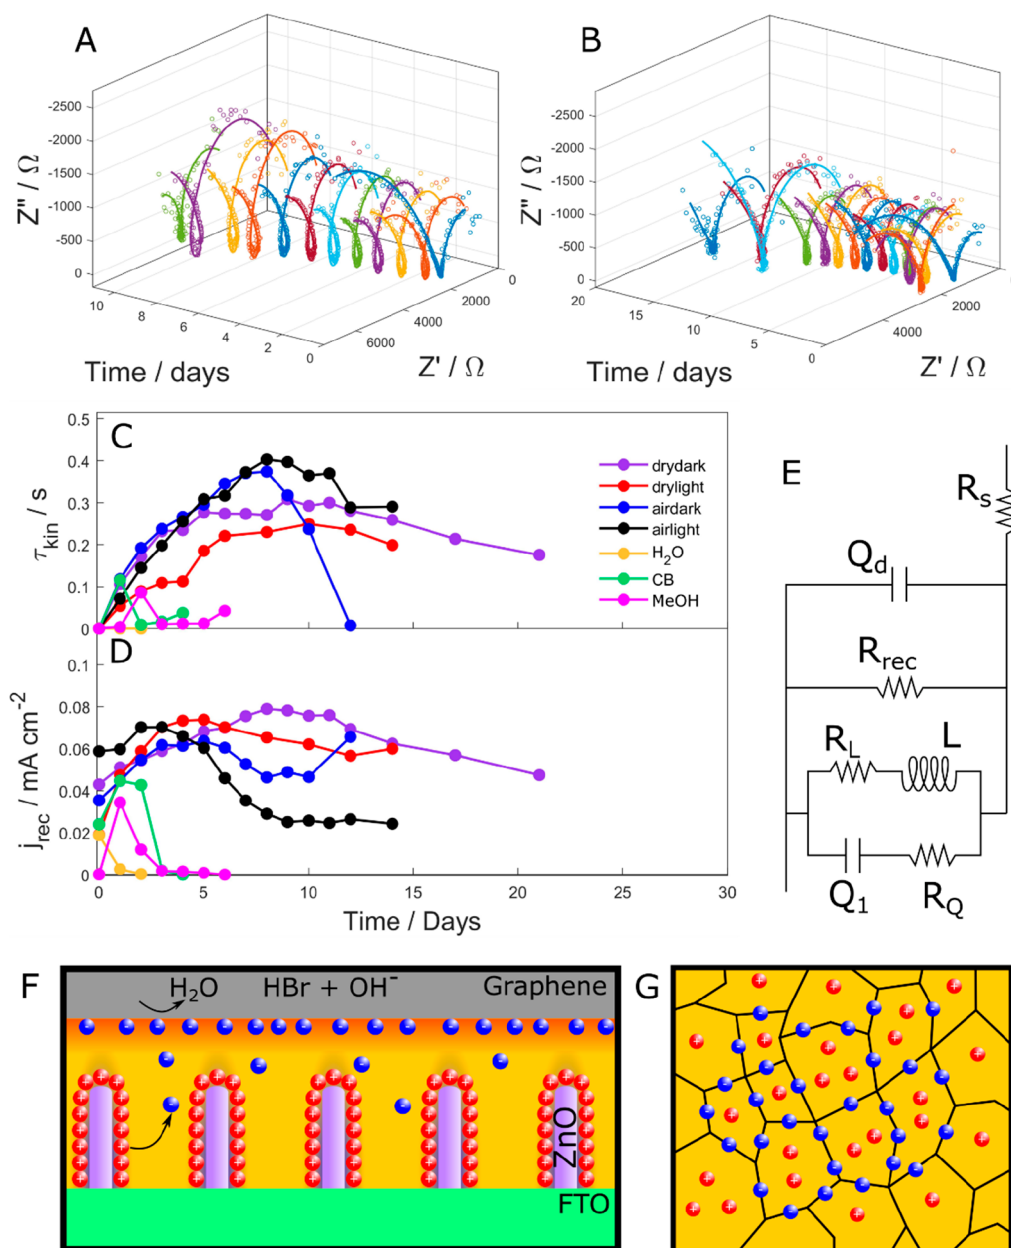 A
B
-2500
-2000
-1500
-1000
-500
0
Z" / Ω
10
8
6
4
2
0
Time / days
0
2000
4000
6000
Z' / Ω
-2500
-2000
-1500
-1000
-500
0
Z" / Ω
20
15
10
5
0
Time / days
2000
4000
Z' / Ω
C
0.5
0.4
0.3
0.2
0.1
0
τkin / s
drydark
drylight
airdark
airlight
H2O
CB
MeOH
D
0.1
0.08
0.06
0.04
0.02
0
jrec / mA cm-2
0
5
10
15
20
25
30
Time / Days
E
Rs
Qd
Rrec
RL
L
Q1
RQ
F
H2O
HBr + OH-
Graphene
ZnO
FTO
G